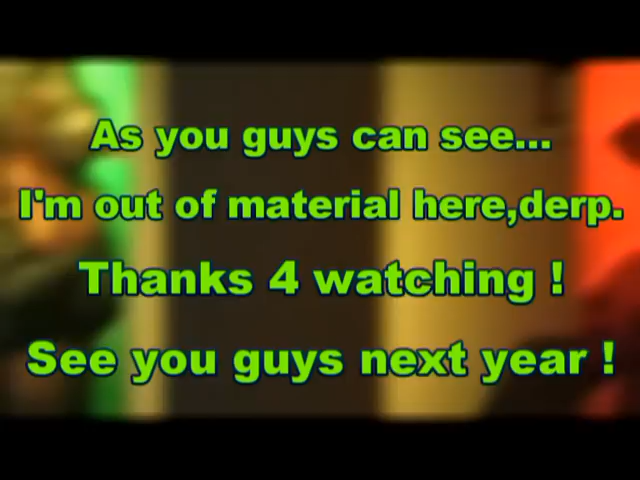 As you guys can see...
I'm out of material here,derp.
Thanks 4 watching !
See you guys next year !